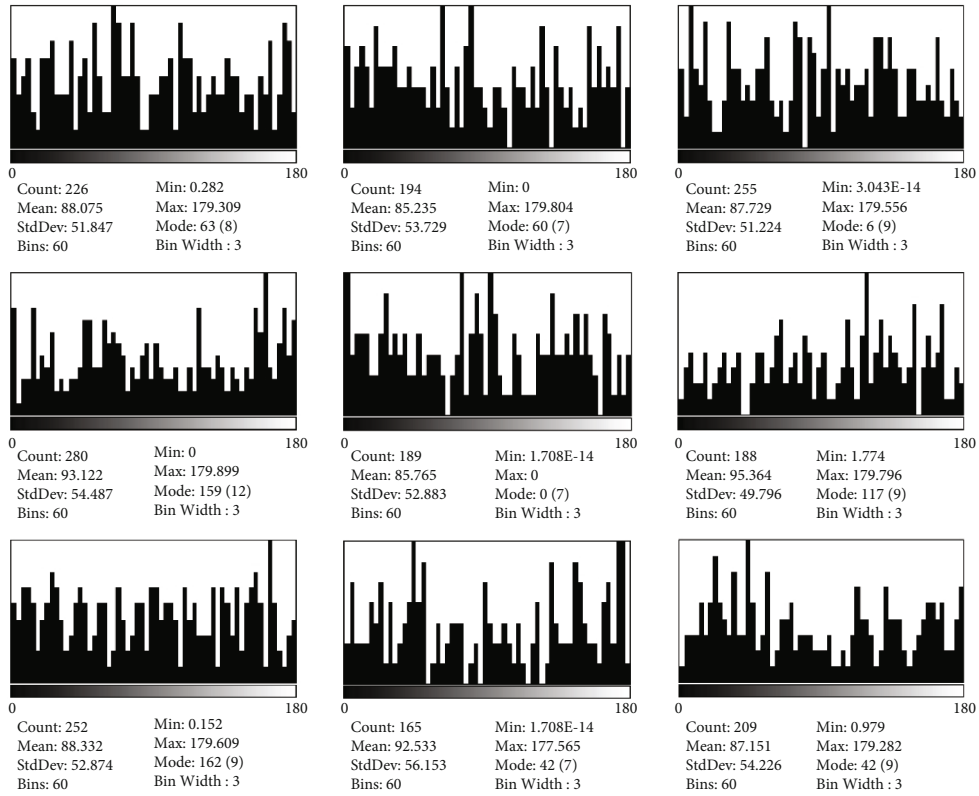 0 180
Count: 226 Min: 0.282
Mean: 88.075 Max: 179.309
StdDev: 51.847 Mode: 63 (8)
Bins: 60 Bin Width : 3
0 180
Count: 194 Min: 0
Mean: 85.235 Max: 179.804
StdDev: 53.729 Mode: 60 (7)
Bins: 60 Bin Width : 3
0 180
Count: 255 Min: 3.043E-14
Mean: 87.729 Max: 179.556
StdDev: 51.224 Mode: 6 (9)
Bins: 60 Bin Width : 3
0 180
Count: 280 Min: 0
Mean: 93.122 Max: 179.899
StdDev: 54.487 Mode: 159 (12)
Bins: 60 Bin Width : 3
0 180
Count: 189 Min: 1.708E-14
Mean: 85.765 Max: 0
StdDev: 52.883 Mode: 0 (7)
Bins: 60 Bin Width : 3
0 180
Count: 188 Min: 1.774
Mean: 95.364 Max: 179.796
StdDev: 49.796 Mode: 117 (9)
Bins: 60 Bin Width : 3
0 180
Count: 252 Min: 0.152
Mean: 88.332 Max: 179.609
StdDev: 52.874 Mode: 162 (9)
Bins: 60 Bin Width : 3
0 180
Count: 165 Min: 1.708E-14
Mean: 92.533 Max: 177.565
StdDev: 56.153 Mode: 42 (7)
Bins: 60 Bin Width : 3
0 180
Count: 209 Min: 0.979
Mean: 87.151 Max: 179.282
StdDev: 54.226 Mode: 42 (9)
Bins: 60 Bin Width : 3